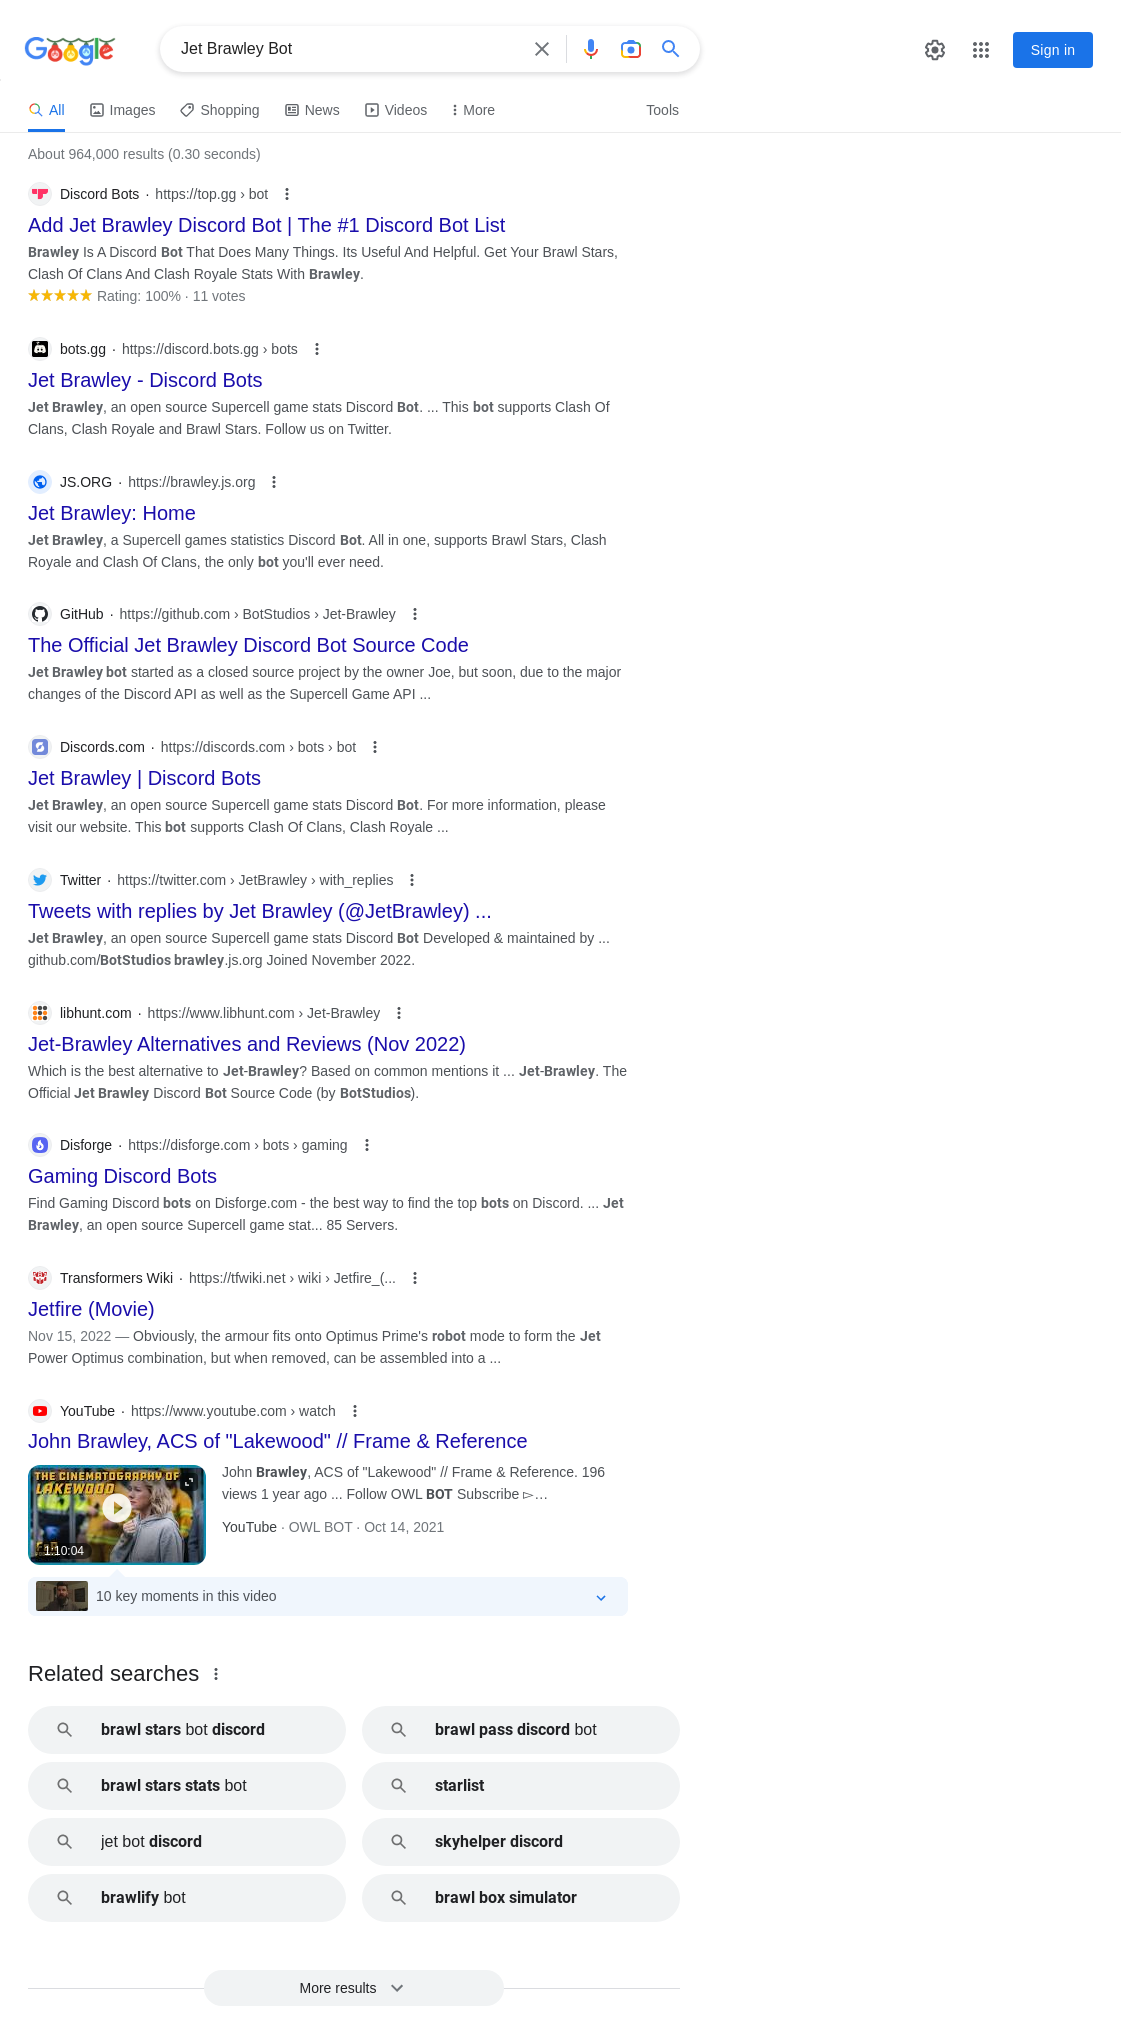 Google
Jet Brawley Bot
Sign in
All Images Shopping News Videos More Tools
About 964,000 results (0.30 seconds)
Discord Bots · https://top.gg › bot
Add Jet Brawley Discord Bot | The #1 Discord Bot List
Brawley Is A Discord Bot That Does Many Things. Its Useful And Helpful. Get Your Brawl Stars,
Clash Of Clans And Clash Royale Stats With Brawley.
Rating: 100% · 11 votes
bots.gg · https://discord.bots.gg › bots
Jet Brawley - Discord Bots
Jet Brawley, an open source Supercell game stats Discord Bot. ... This bot supports Clash Of
Clans, Clash Royale and Brawl Stars. Follow us on Twitter.
JS.ORG · https://brawley.js.org
Jet Brawley: Home
Jet Brawley, a Supercell games statistics Discord Bot. All in one, supports Brawl Stars, Clash
Royale and Clash Of Clans, the only bot you'll ever need.
GitHub · https://github.com › BotStudios › Jet-Brawley
The Official Jet Brawley Discord Bot Source Code
Jet Brawley bot started as a closed source project by the owner Joe, but soon, due to the major
changes of the Discord API as well as the Supercell Game API ...
Discords.com · https://discords.com › bots › bot
Jet Brawley | Discord Bots
Jet Brawley, an open source Supercell game stats Discord Bot. For more information, please
visit our website. This bot supports Clash Of Clans, Clash Royale ...
Twitter · https://twitter.com › JetBrawley › with_replies
Tweets with replies by Jet Brawley (@JetBrawley) ...
Jet Brawley, an open source Supercell game stats Discord Bot Developed & maintained by ...
github.com/BotStudios brawley.js.org Joined November 2022.
libhunt.com · https://www.libhunt.com › Jet-Brawley
Jet-Brawley Alternatives and Reviews (Nov 2022)
Which is the best alternative to Jet-Brawley? Based on common mentions it ... Jet-Brawley. The
Official Jet Brawley Discord Bot Source Code (by BotStudios).
Disforge · https://disforge.com › bots › gaming
Gaming Discord Bots
Find Gaming Discord bots on Disforge.com - the best way to find the top bots on Discord. ... Jet
Brawley, an open source Supercell game stat... 85 Servers.
Transformers Wiki · https://tfwiki.net › wiki › Jetfire_(...
Jetfire (Movie)
Nov 15, 2022 — Obviously, the armour fits onto Optimus Prime's robot mode to form the Jet
Power Optimus combination, but when removed, can be assembled into a ...
YouTube · https://www.youtube.com › watch
John Brawley, ACS of "Lakewood" // Frame & Reference
THE CINEMATOGRAPHY OF
LAKEWOOD
1:10:04
John Brawley, ACS of "Lakewood" // Frame & Reference. 196
views 1 year ago ... Follow OWL BOT Subscribe ▻…
YouTube · OWL BOT · Oct 14, 2021
10 key moments in this video
Related searches
brawl stars bot discord
brawl pass discord bot
brawl stars stats bot
starlist
jet bot discord
skyhelper discord
brawlify bot
brawl box simulator
More results